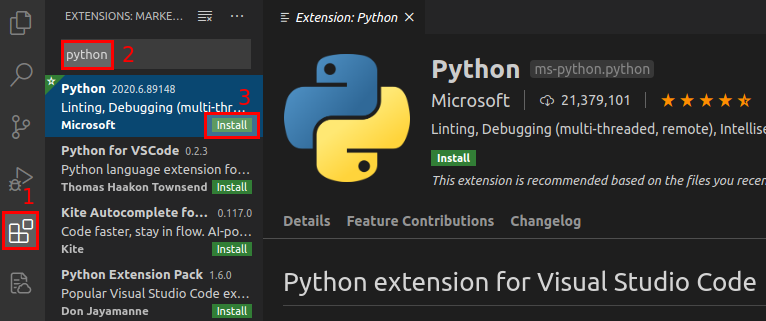 EXTENSIONS: MARKE...
python
2
Python 2020.6.89148
Linting, Debugging (multi-thr...
3
Microsoft Install
Python for VSCode 0.2.3
Python language extension fo...
Thomas Haakon Townsend Install
1
Kite Autocomplete fo... 0.117.0
Code faster, stay in flow. AI-po...
Kite Install
Python Extension Pack 1.6.0
Popular Visual Studio Code ex...
Don Jayamanne Install
Extension: Python
Python ms-python.python
Microsoft 21,379,101
Linting, Debugging (multi-threaded, remote), Intellise
Install
This extension is recommended based on the files you recen
Details Feature Contributions Changelog
Python extension for Visual Studio Code